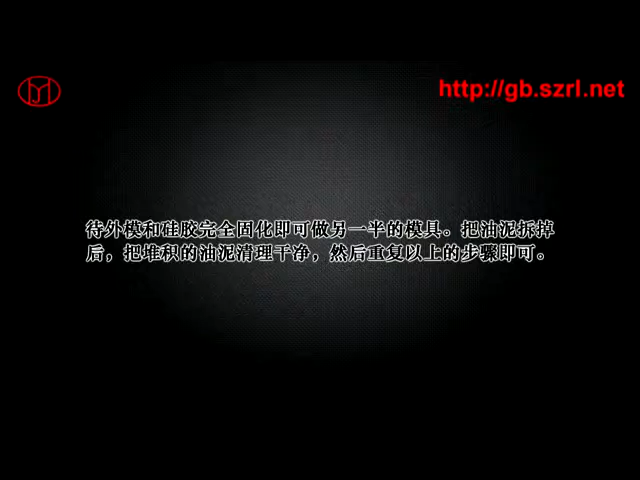 http://gb.szrl.net
待外模和硅胶完全固化即可做另一半的模具。把油泥拆掉
后，把堆积的油泥清理干净，然后重复以上的步骤即可。